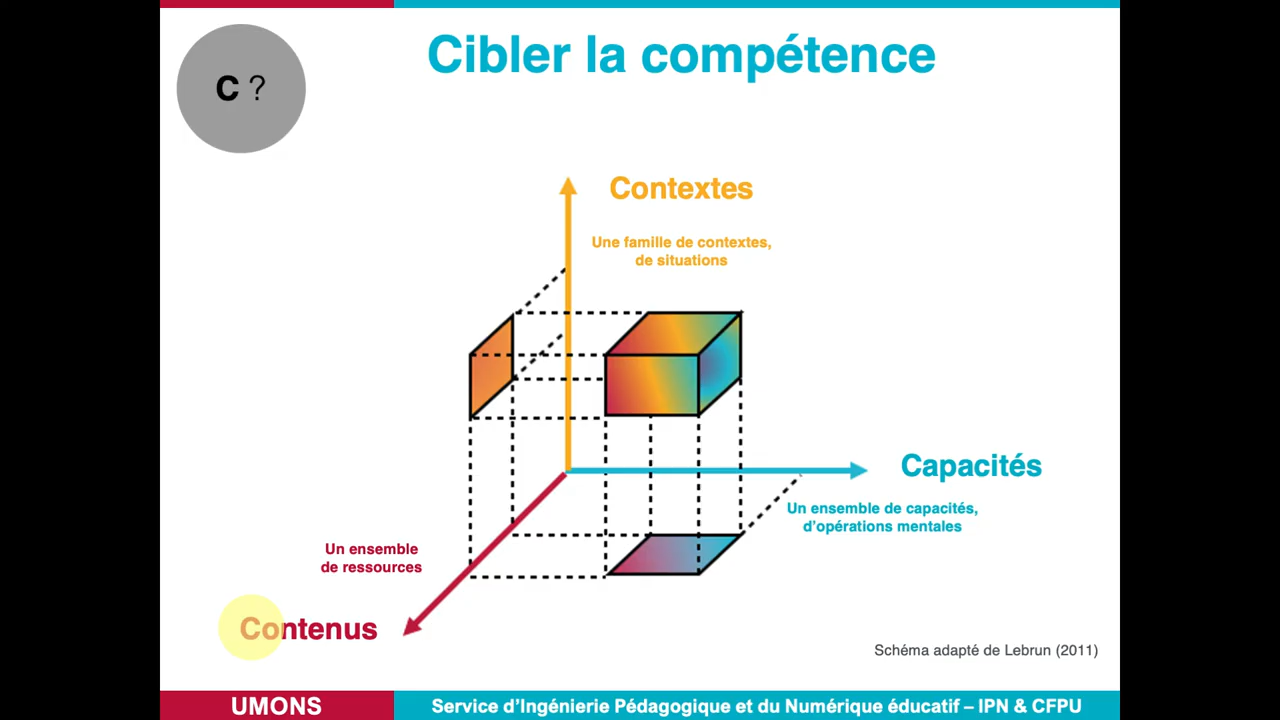 C ?
Cibler la compétence
Contextes
Une famille de contextes,
de situations
Capacités
Un ensemble de capacités,
d'opérations mentales
Un ensemble
de ressources
Contenus
Schéma adapté de Lebrun (2011)
UMONS
Service d'Ingénierie Pédagogique et du Numérique éducatif – IPN & CFPU